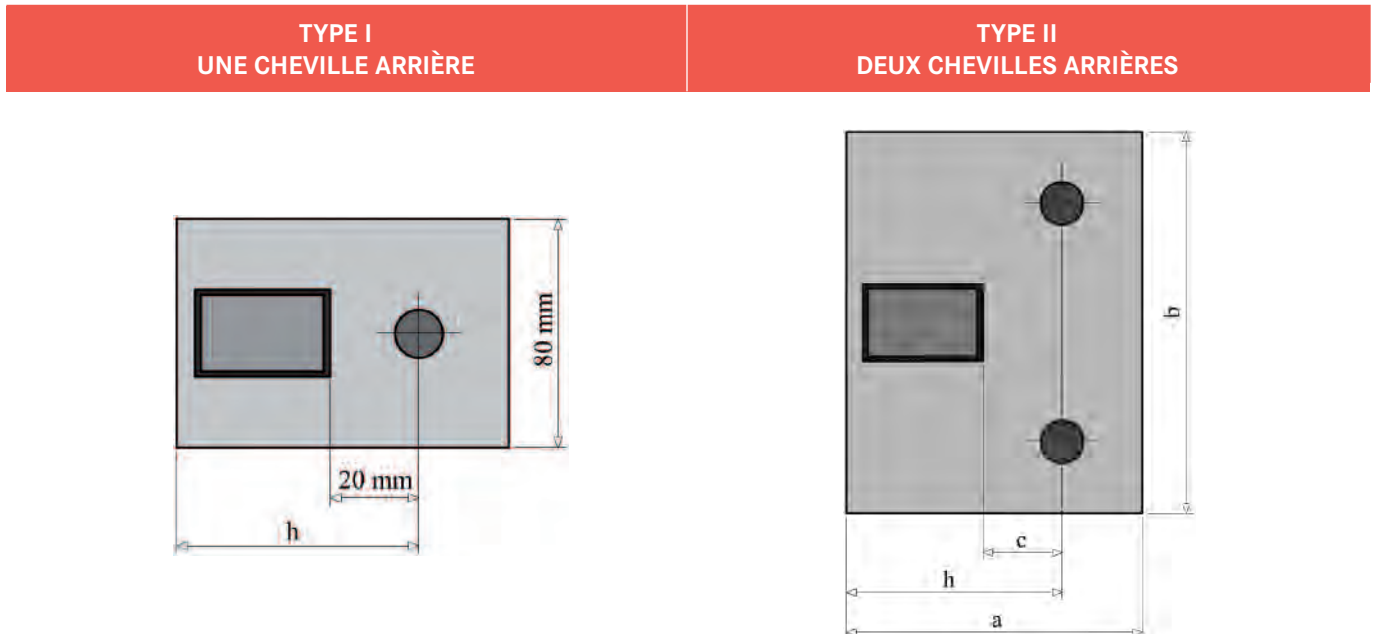 TYPE I
UNE CHEVILLE ARRIÈRE
TYPE II
DEUX CHEVILLES ARRIÈRES
80 mm
20 mm
h
b
c
h
a